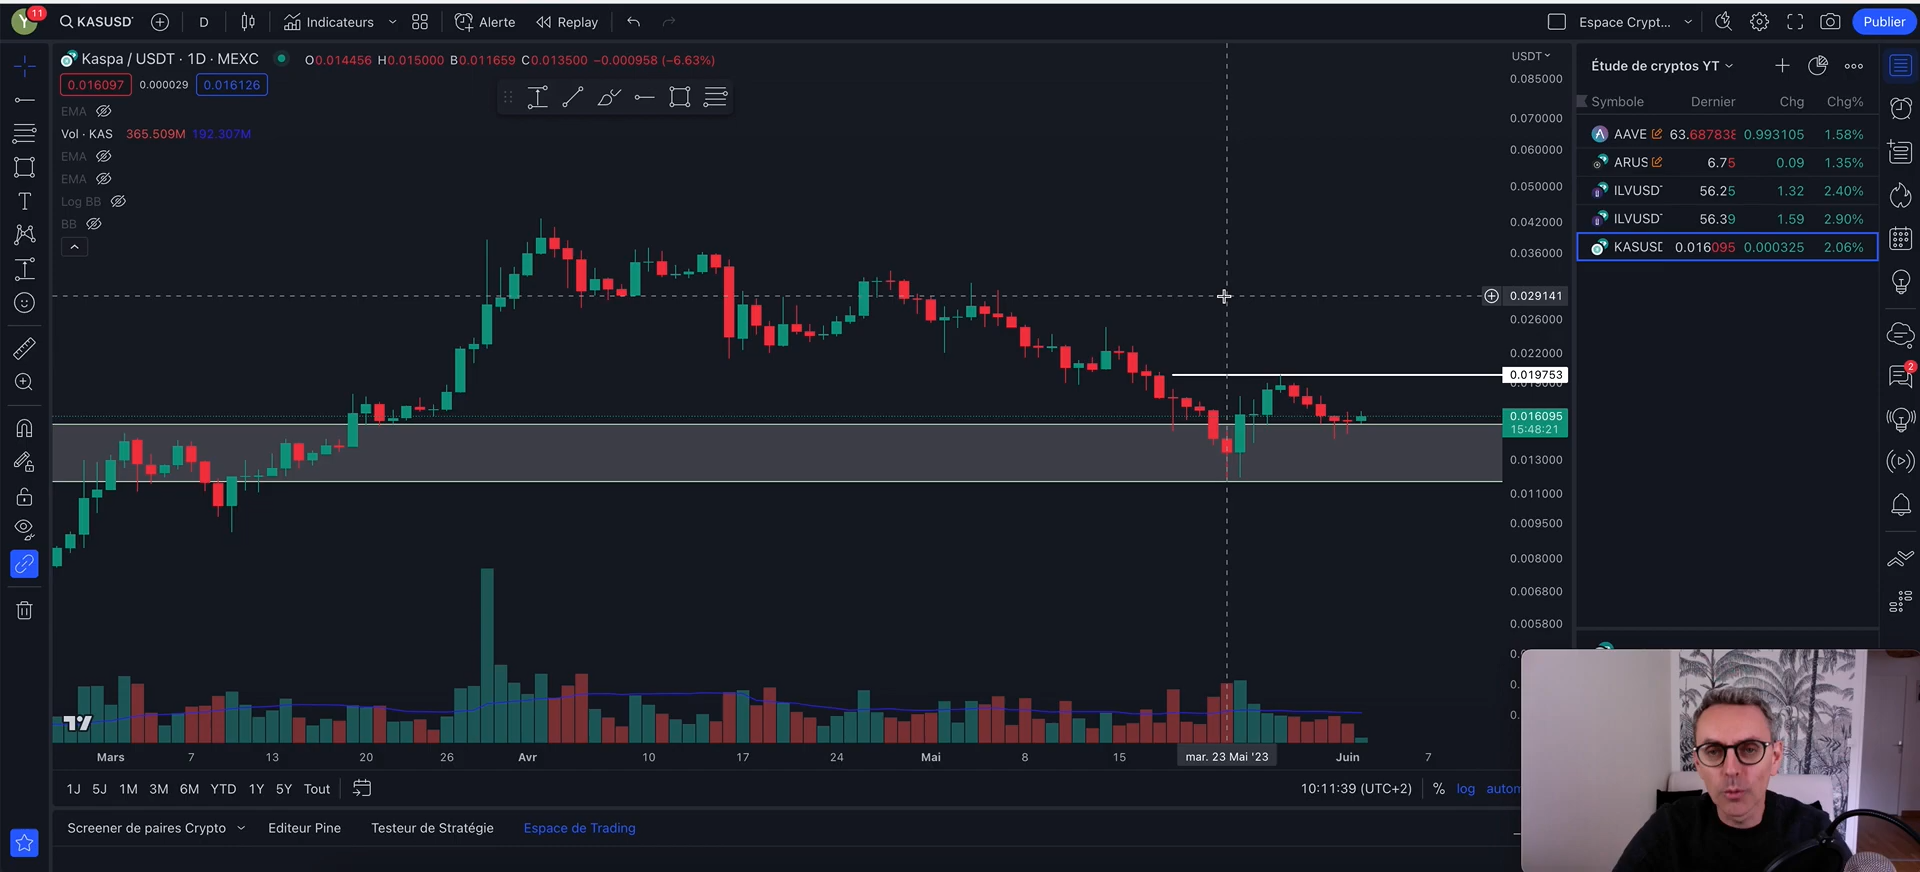 Y
11
KASUSD
D
Indicateurs
Alerte
Replay
Espace Crypt...
Publier
Kaspa / USDT · 1D · MEXC
O0.014456 H0.015000 B0.011659 C0.013500 −0.000958 (−6.63%)
0.016097
0.000029
0.016126
EMA
Vol · KAS 365.509M 192.307M
EMA
EMA
Log BB
BB
USDT
0.085000
0.070000
0.060000
0.050000
0.042000
0.036000
0.029141
0.026000
0.022000
0.019753
0.016095
15:48:21
0.013000
0.011000
0.009500
0.008000
0.006800
0.005800
Étude de cryptos YT
Symbole Dernier Chg Chg%
AAVE 63.687838 0.993105 1.58%
ARUS 6.75 0.09 1.35%
ILVUSD 56.25 1.32 2.40%
ILVUSD 56.39 1.59 2.90%
KASUSD 0.016095 0.000325 2.06%
2
Mars 7 13 20 26 Avr 10 17 24 Mai 8 15 mar. 23 Mai '23 Juin 7
1J 5J 1M 3M 6M YTD 1Y 5Y Tout
10:11:39 (UTC+2) % log autom
Screener de paires Crypto Editeur Pine Testeur de Stratégie Espace de Trading